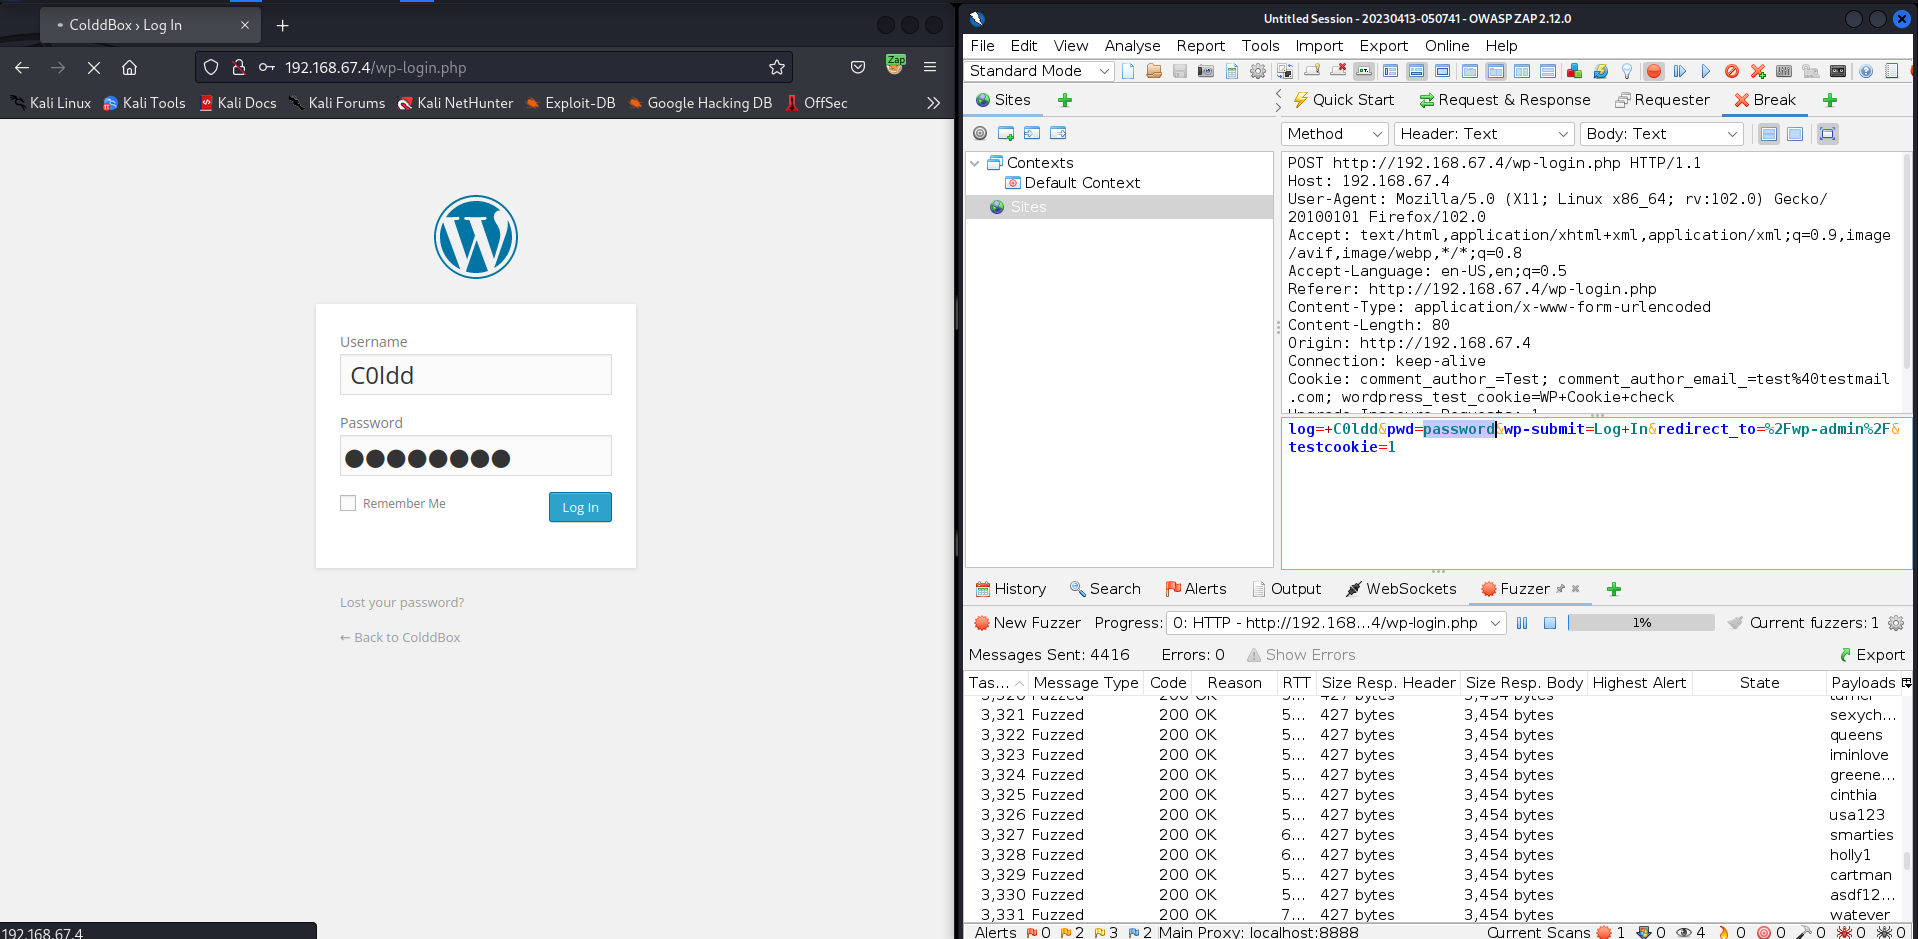 ColddBox › Log In
192.168.67.4/wp-login.php
Zap
Kali Linux
Kali Tools
Kali Docs
Kali Forums
Kali NetHunter
Exploit-DB
Google Hacking DB
OffSec
Username
C0ldd
Password
Remember Me
Log In
Lost your password?
← Back to ColddBox
192.168.67.4
Untitled Session - 20230413-050741 - OWASP ZAP 2.12.0
File Edit View Analyse Report Tools Import Export Online Help
Standard Mode
Sites
Quick Start
Request & Response
Requester
Break
Method
Header: Text
Body: Text
Contexts
Default Context
Sites
POST http://192.168.67.4/wp-login.php HTTP/1.1
Host: 192.168.67.4
User-Agent: Mozilla/5.0 (X11; Linux x86_64; rv:102.0) Gecko/
20100101 Firefox/102.0
Accept: text/html,application/xhtml+xml,application/xml;q=0.9,image
/avif,image/webp,*/*;q=0.8
Accept-Language: en-US,en;q=0.5
Referer: http://192.168.67.4/wp-login.php
Content-Type: application/x-www-form-urlencoded
Content-Length: 80
Origin: http://192.168.67.4
Connection: keep-alive
Cookie: comment_author_=Test; comment_author_email_=test%40testmail
.com; wordpress_test_cookie=WP+Cookie+check
Upgrade-Insecure-Requests: 1
log=+C0ldd&pwd=password&wp-submit=Log+In&redirect_to=%2Fwp-admin%2F&
testcookie=1
History
Search
Alerts
Output
WebSockets
Fuzzer
New Fuzzer Progress: 0: HTTP - http://192.168...4/wp-login.php 1% Current fuzzers: 1
Messages Sent: 4416 Errors: 0 Show Errors Export
Tas... Message Type Code Reason RTT Size Resp. Header Size Resp. Body Highest Alert State Payloads
3,320 Fuzzed 200 OK 5... 427 bytes 3,454 bytes turner
3,321 Fuzzed 200 OK 5... 427 bytes 3,454 bytes sexych...
3,322 Fuzzed 200 OK 5... 427 bytes 3,454 bytes queens
3,323 Fuzzed 200 OK 5... 427 bytes 3,454 bytes iminlove
3,324 Fuzzed 200 OK 5... 427 bytes 3,454 bytes greene...
3,325 Fuzzed 200 OK 5... 427 bytes 3,454 bytes cinthia
3,326 Fuzzed 200 OK 5... 427 bytes 3,454 bytes usa123
3,327 Fuzzed 200 OK 6... 427 bytes 3,454 bytes smarties
3,328 Fuzzed 200 OK 6... 427 bytes 3,454 bytes holly1
3,329 Fuzzed 200 OK 5... 427 bytes 3,454 bytes cartman
3,330 Fuzzed 200 OK 5... 427 bytes 3,454 bytes asdf12...
3,331 Fuzzed 200 OK 7... 427 bytes 3,454 bytes watever
Alerts 0 2 3 2 Main Proxy: localhost:8888 Current Scans 1 0 4 0 0 0 0 0